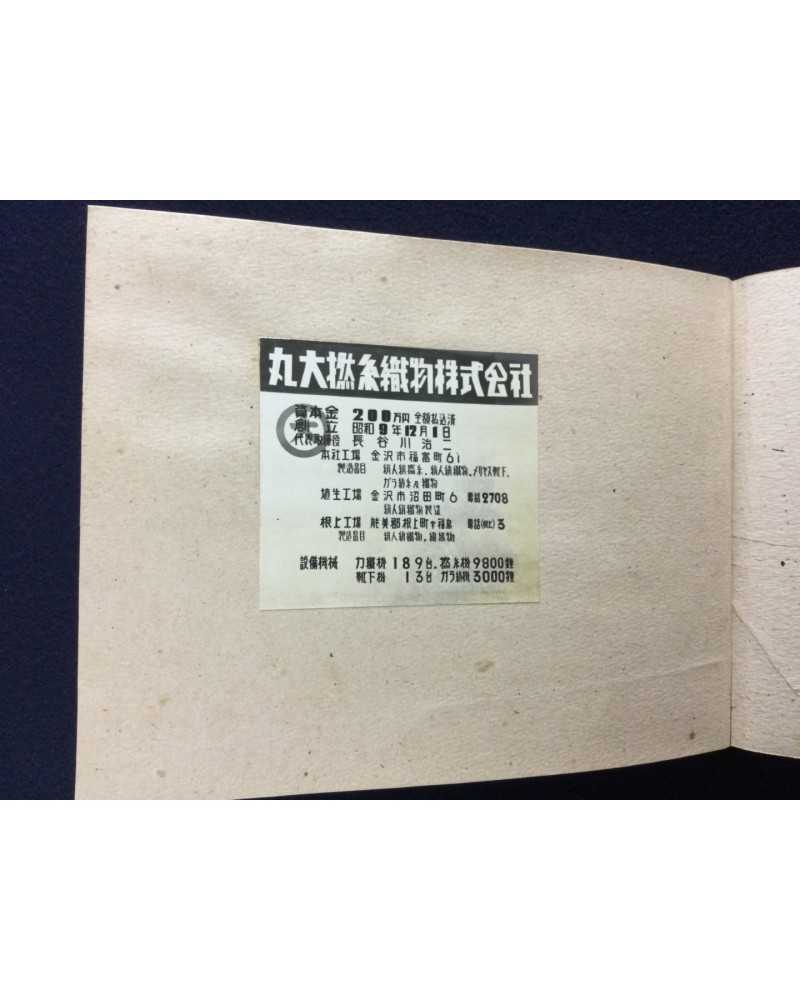 丸大撚糸織物株式会社
資本金 200万円 全額払込済
創立 昭和9年12月1日
代表取締役 長谷川治二
本社工場 金沢市福富町61
製造品目 絹人絹撚糸、絹人絹織物、メリヤス靴下、
ガラ紡糸及織物
埴生工場 金沢市沼田町6 電話2708
絹人絹織物製造
根上工場 能美郡根上町字福島 電話(根上)3
製造品目 絹人絹織物、織物
設備機械 力織機 189台、撚糸機 9800錘
靴下機 13台 ガラ紡機 3000錘